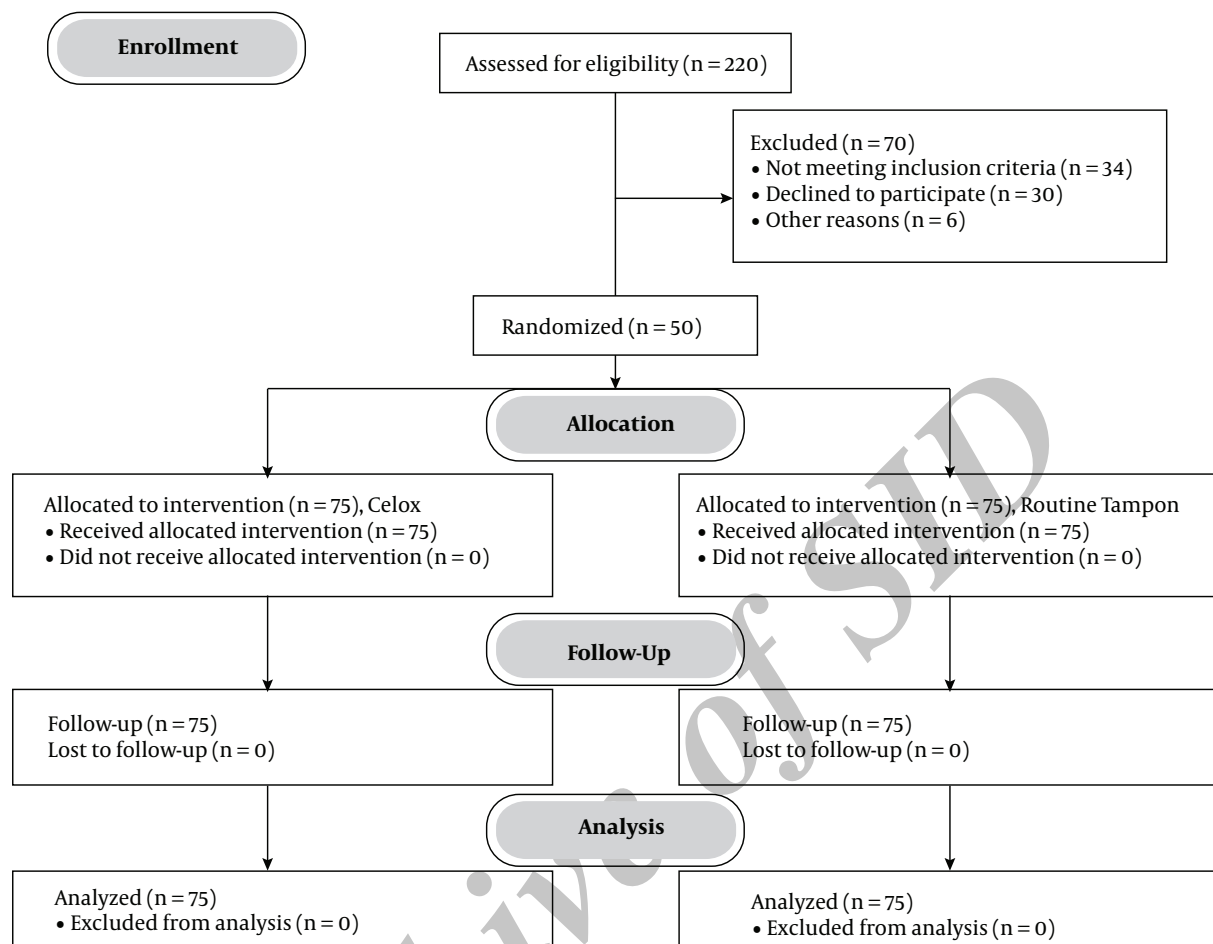 Enrollment
Assessed for eligibility (n = 220)
Excluded (n = 70)
• Not meeting inclusion criteria (n = 34)
• Declined to participate (n = 30)
• Other reasons (n = 6)
Randomized (n = 50)
Allocation
Allocated to intervention (n = 75), Celox
• Received allocated intervention (n = 75)
• Did not receive allocated intervention (n = 0)
Allocated to intervention (n = 75), Routine Tampon
• Received allocated intervention (n = 75)
• Did not receive allocated intervention (n = 0)
Follow-Up
Follow-up (n = 75)
Lost to follow-up (n = 0)
Follow-up (n = 75)
Lost to follow-up (n = 0)
Analysis
Analyzed (n = 75)
• Excluded from analysis (n = 0)
Analyzed (n = 75)
• Excluded from analysis (n = 0)
ive of SID